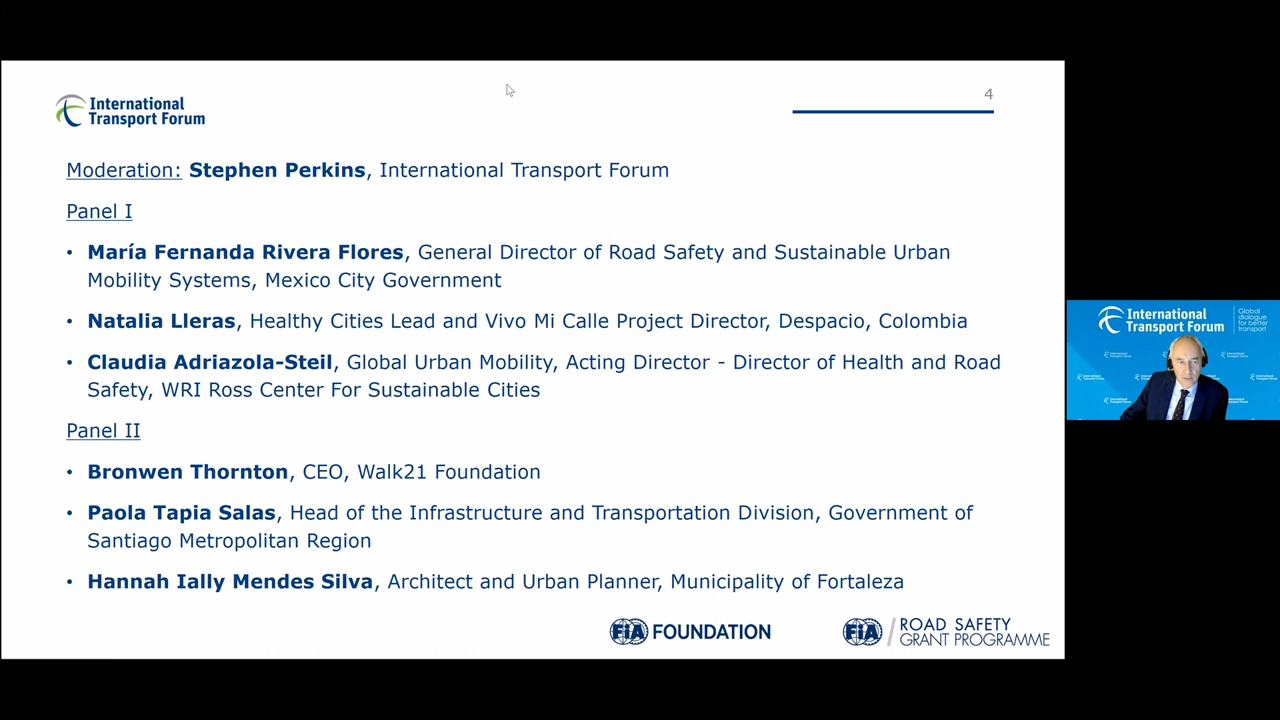 International
Transport Forum
4
Moderation: Stephen Perkins, International Transport Forum
Panel I
• María Fernanda Rivera Flores, General Director of Road Safety and Sustainable Urban
Mobility Systems, Mexico City Government
• Natalia Lleras, Healthy Cities Lead and Vivo Mi Calle Project Director, Despacio, Colombia
• Claudia Adriazola-Steil, Global Urban Mobility, Acting Director - Director of Health and Road
Safety, WRI Ross Center For Sustainable Cities
Panel II
• Bronwen Thornton, CEO, Walk21 Foundation
• Paola Tapia Salas, Head of the Infrastructure and Transportation Division, Government of
Santiago Metropolitan Region
• Hannah Ially Mendes Silva, Architect and Urban Planner, Municipality of Fortaleza
FiA FOUNDATION
FiA ROAD SAFETY
GRANT PROGRAMME
International
Transport Forum
Global
dialogue
for better
transport